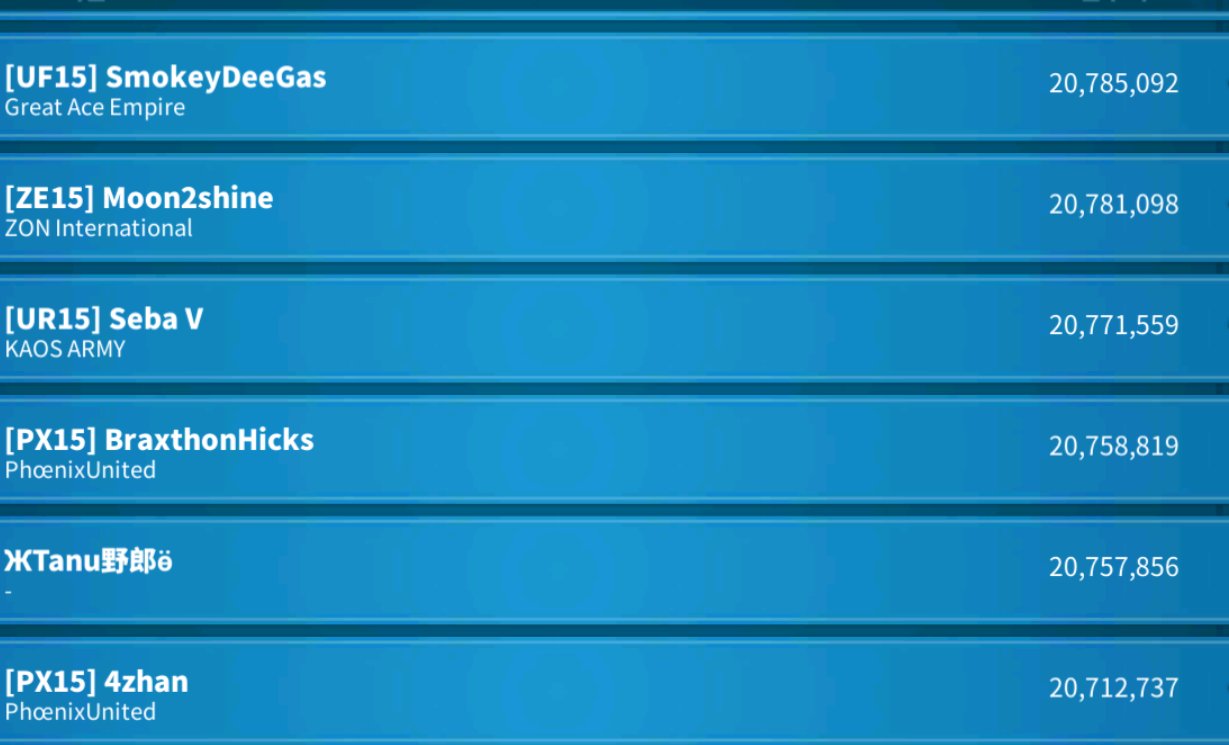 [UF15] SmokeyDeeGas 20,785,092
Great Ace Empire
[ZE15] Moon2shine 20,781,098
ZON International
[UR15] Seba V 20,771,559
KAOS ARMY
[PX15] BraxthonHicks 20,758,819
PhœnixUnited
ЖTanu野郎ӫ 20,757,856
-
[PX15] 4zhan 20,712,737
PhœnixUnited